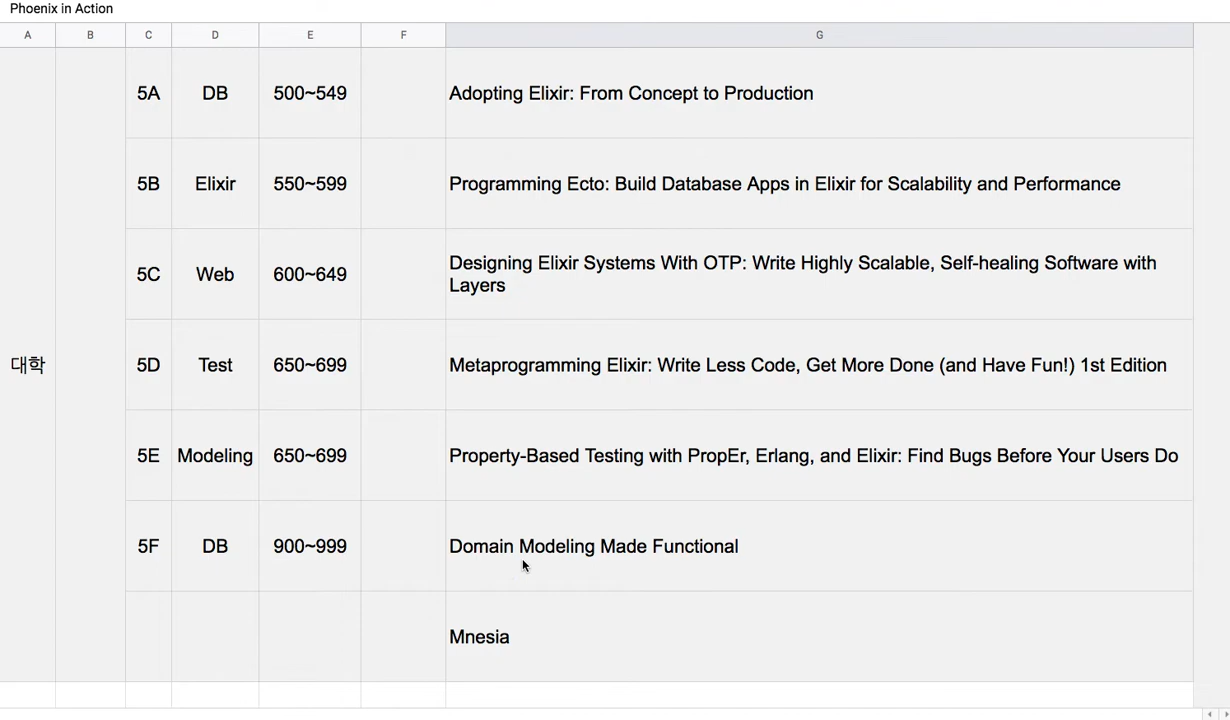 Phoenix in Action
A B C D E F G
5A DB 500~549 Adopting Elixir: From Concept to Production
5B Elixir 550~599 Programming Ecto: Build Database Apps in Elixir for Scalability and Performance
5C Web 600~649 Designing Elixir Systems With OTP: Write Highly Scalable, Self-healing Software with
Layers
대학 5D Test 650~699 Metaprogramming Elixir: Write Less Code, Get More Done (and Have Fun!) 1st Edition
5E Modeling 650~699 Property-Based Testing with PropEr, Erlang, and Elixir: Find Bugs Before Your Users Do
5F DB 900~999 Domain Modeling Made Functional
Mnesia